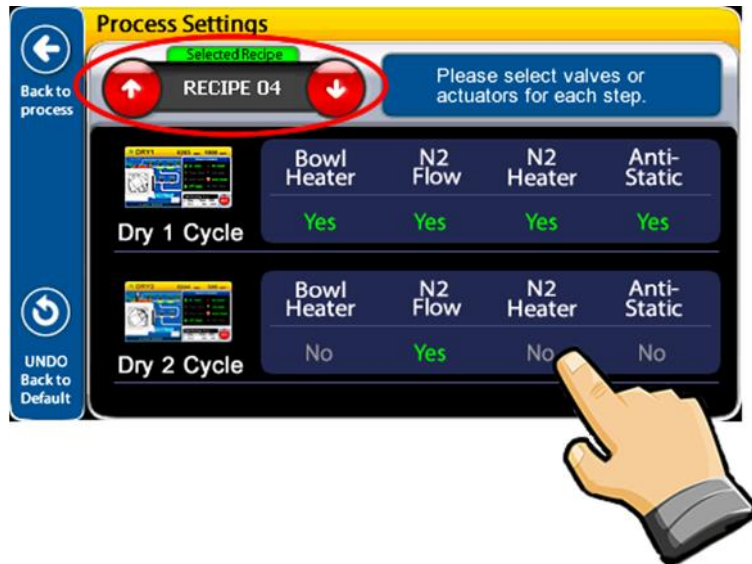 Process Settings
Back to
process
Selected Recipe
RECIPE 04
Please select valves or
actuators for each step.
Dry 1 Cycle
Bowl
Heater
N2
Flow
N2
Heater
Anti-
Static
Yes
Yes
Yes
Yes
Dry 2 Cycle
Bowl
Heater
N2
Flow
N2
Heater
Anti-
Static
No
Yes
No
No
UNDO
Back to
Default